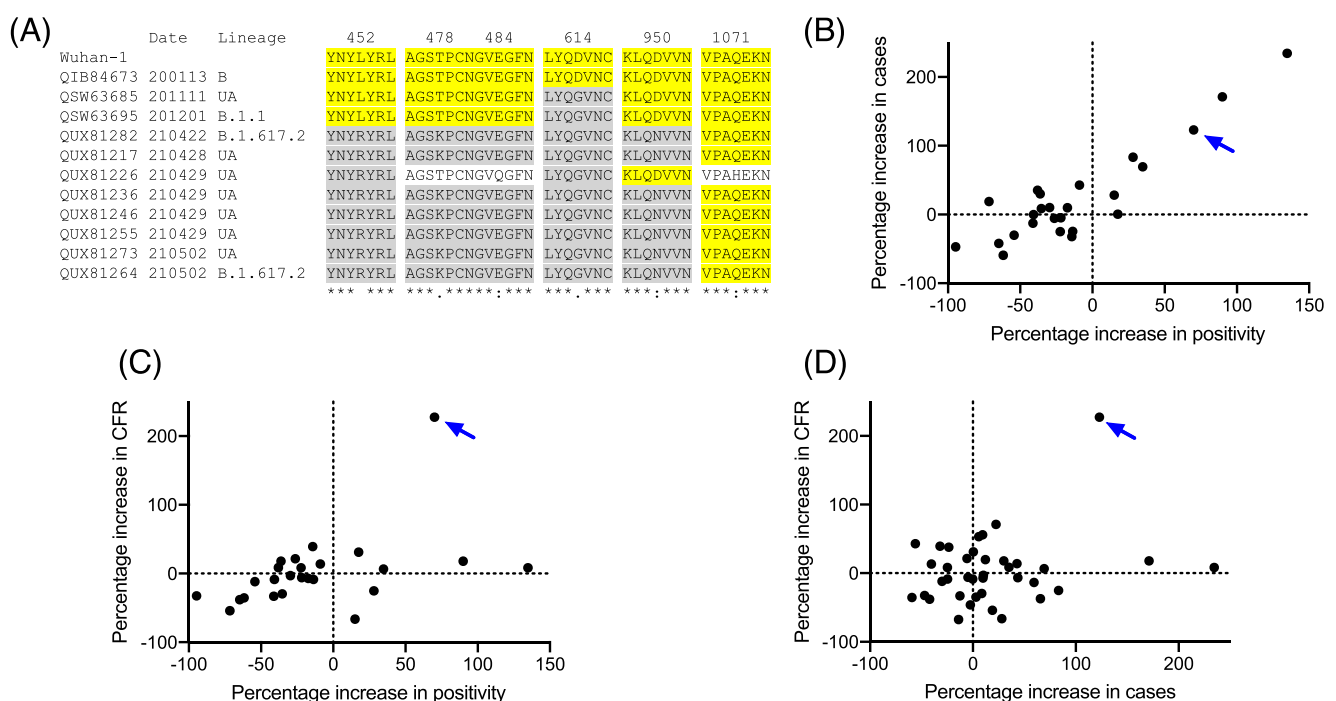 (A)
452 478 484 614 950 1071
Date Lineage
Wuhan-1 YNYLYRL AGSTPCNGVEGFN LYQDVNC KLQDVVN VPAQEKN
QIB84673 200113 B YNYLYRL AGSTPCNGVEGFN LYQDVNC KLQDVVN VPAQEKN
QSW63685 201111 UA YNYLYRL AGSTPCNGVEGFN LYQGVNC KLQDVVN VPAQEKN
QSW63695 201201 B.1.1 YNYLYRL AGSTPCNGVEGFN LYQGVNC KLQDVVN VPAQEKN
QUX81282 210422 B.1.617.2 YNYRYRL AGSKPCNGVEGFN LYQGVNC KLQNVVN VPAQEKN
QUX81217 210428 UA YNYRYRL AGSKPCNGVEGFN LYQGVNC KLQNVVN VPAQEKN
QUX81226 210429 UA YNYRYRL AGSTPCNGVQGFN LYQGVNC KLQDVVN VPAHEKN
QUX81236 210429 UA YNYRYRL AGSKPCNGVEGFN LYQGVNC KLQNVVN VPAQEKN
QUX81246 210429 UA YNYRYRL AGSKPCNGVEGFN LYQGVNC KLQNVVN VPAQEKN
QUX81255 210429 UA YNYRYRL AGSKPCNGVEGFN LYQGVNC KLQNVVN VPAQEKN
QUX81273 210502 UA YNYRYRL AGSKPCNGVEGFN LYQGVNC KLQNVVN VPAQEKN
QUX81264 210502 B.1.617.2 YNYRYRL AGSKPCNGVEGFN LYQGVNC KLQNVVN VPAQEKN
*** *** ***.*****:*** ***.*** ***:*** ***:***
(B)
Percentage increase in cases
200
100
0
-100
-100 -50 0 50 100 150
Percentage increase in positivity
(C)
Percentage increase in CFR
200
100
0
-100
-100 -50 0 50 100 150
Percentage increase in positivity
(D)
Percentage increase in CFR
200
100
0
-100
-100 0 100 200
Percentage increase in cases